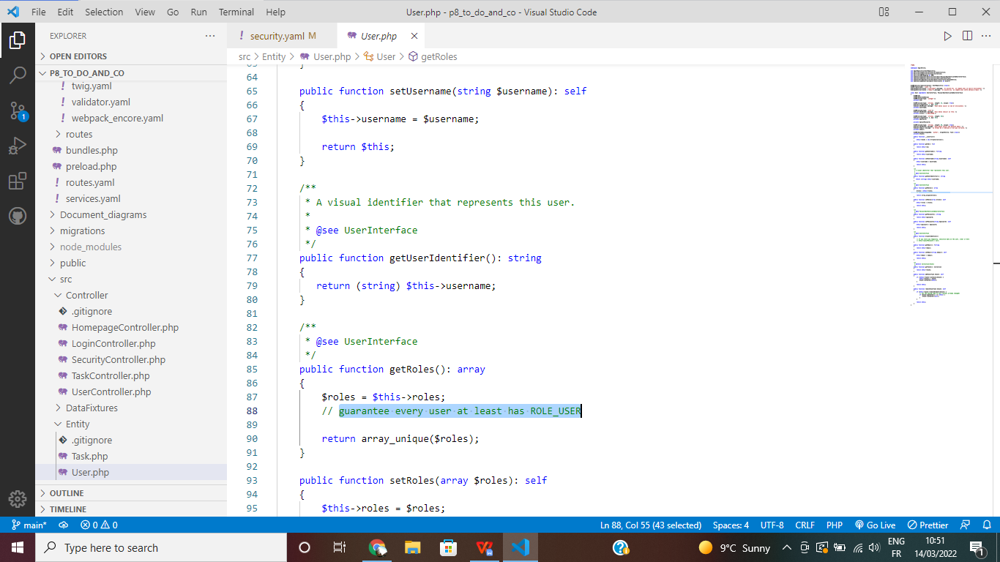 File Edit Selection View Go Run Terminal Help
User.php - p8_to_do_and_co - Visual Studio Code
EXPLORER
OPEN EDITORS
P8_TO_DO_AND_CO
twig.yaml
validator.yaml
webpack_encore.yaml
routes
bundles.php
preload.php
routes.yaml
services.yaml
Document_diagrams
migrations
node_modules
public
src
Controller
.gitignore
HomepageController.php
LoginController.php
SecurityController.php
TaskController.php
UserController.php
DataFixtures
Entity
.gitignore
Task.php
User.php
OUTLINE
TIMELINE
1
security.yaml M
User.php
src > Entity > User.php > User > getRoles
63 }
64
65 public function setUsername(string $username): self
66 {
67 $this->username = $username;
68
69 return $this;
70 }
71
72 /**
73 * A visual identifier that represents this user.
74 *
75 * @see UserInterface
76 */
77 public function getUserIdentifier(): string
78 {
79 return (string) $this->username;
80 }
81
82 /**
83 * @see UserInterface
84 */
85 public function getRoles(): array
86 {
87 $roles = $this->roles;
88 // guarantee every user at least has ROLE_USER
89
90 return array_unique($roles);
91 }
92
93 public function setRoles(array $roles): self
94 {
95 $this->roles = $roles;
main* 0 0
Ln 88, Col 55 (43 selected) Spaces: 4 UTF-8 CRLF PHP Go Live Prettier
Type here to search
9°C Sunny
ENG
FR
10:51
14/03/2022
1